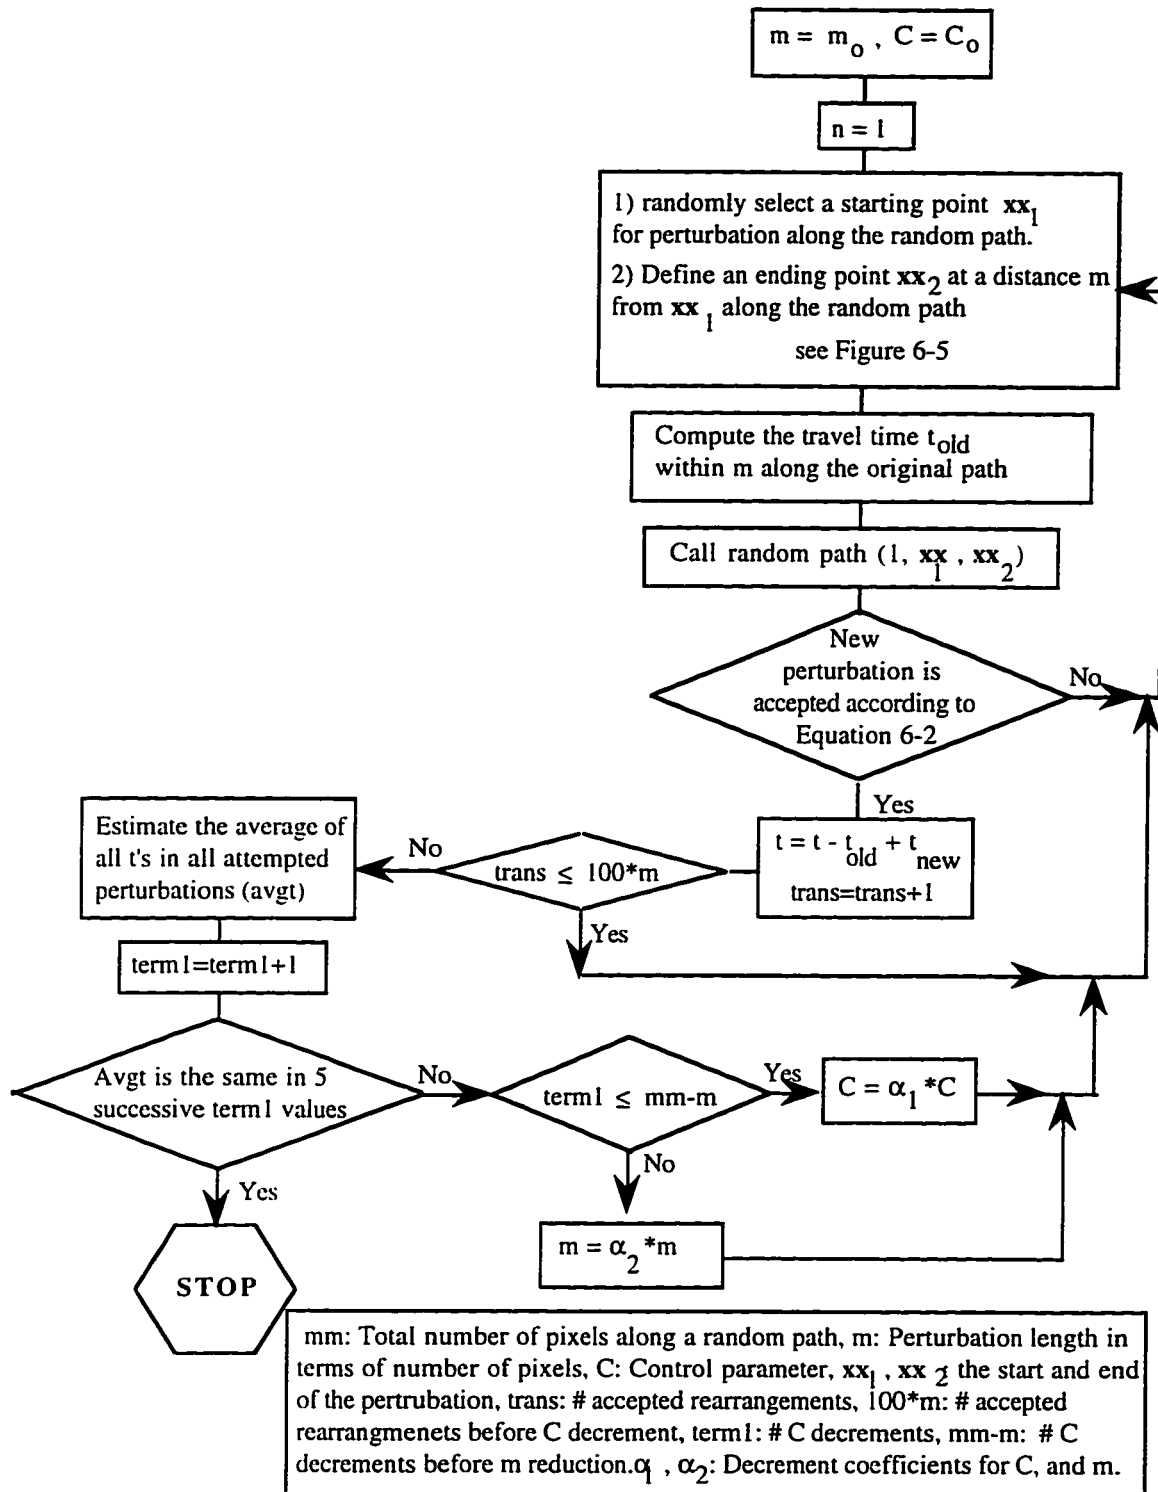 m = m₀ , C = C₀
n = 1
1) randomly select a starting point xx₁
for perturbation along the random path.
2) Define an ending point xx₂ at a distance m
from xx₁ along the random path
see Figure 6-5
Compute the travel time t_old
within m along the original path
Call random path (1, xx₁ , xx₂)
New
perturbation is
accepted according to
Equation 6-2
No
Yes
t = t - t_old + t_new
trans=trans+1
trans ≤ 100*m
No
Yes
Estimate the average of
all t's in all attempted
perturbations (avgt)
term1=term1+1
Avgt is the same in 5
successive term1 values
No
Yes
STOP
term1 ≤ mm-m
Yes
C = α₁ *C
No
m = α₂ *m
mm: Total number of pixels along a random path, m: Perturbation length in
terms of number of pixels, C: Control parameter, xx₁ , xx₂: the start and end
of the pertrubation, trans: # accepted rearrangements, 100*m: # accepted
rearrangmenets before C decrement, term1: # C decrements, mm-m: # C
decrements before m reduction.α₁ , α₂: Decrement coefficients for C, and m.